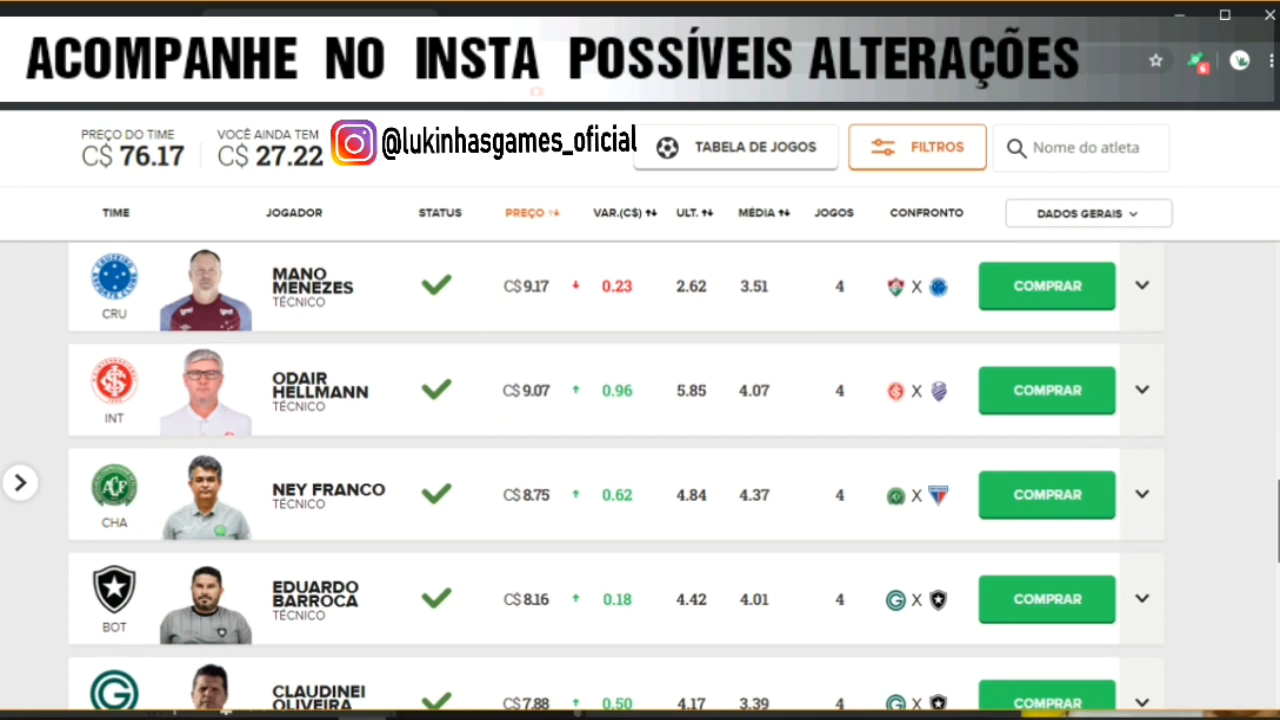 ACOMPANHE NO INSTA POSSÍVEIS ALTERAÇÕES
PREÇO DO TIME
C$ 76.17
VOCÊ AINDA TEM
C$ 27.22
@lukinhasgames_oficial
TABELA DE JOGOS
FILTROS
Nome do atleta
TIME JOGADOR STATUS PREÇO VAR.(C$) ULT. MÉDIA JOGOS CONFRONTO DADOS GERAIS
CRU
MANO
MENEZES
TÉCNICO
C$ 9.17 0.23 2.62 3.51 4 X COMPRAR
INT
ODAIR
HELLMANN
TÉCNICO
C$ 9.07 0.96 5.85 4.07 4 X COMPRAR
CHA
NEY FRANCO
TÉCNICO
C$ 8.75 0.62 4.84 4.37 4 X COMPRAR
BOT
EDUARDO
BARROCA
TÉCNICO
C$ 8.16 0.18 4.42 4.01 4 X COMPRAR
CLAUDINEI
OLIVEIRA
C$ 7.88 0.50 4.17 3.39 4 X COMPRAR